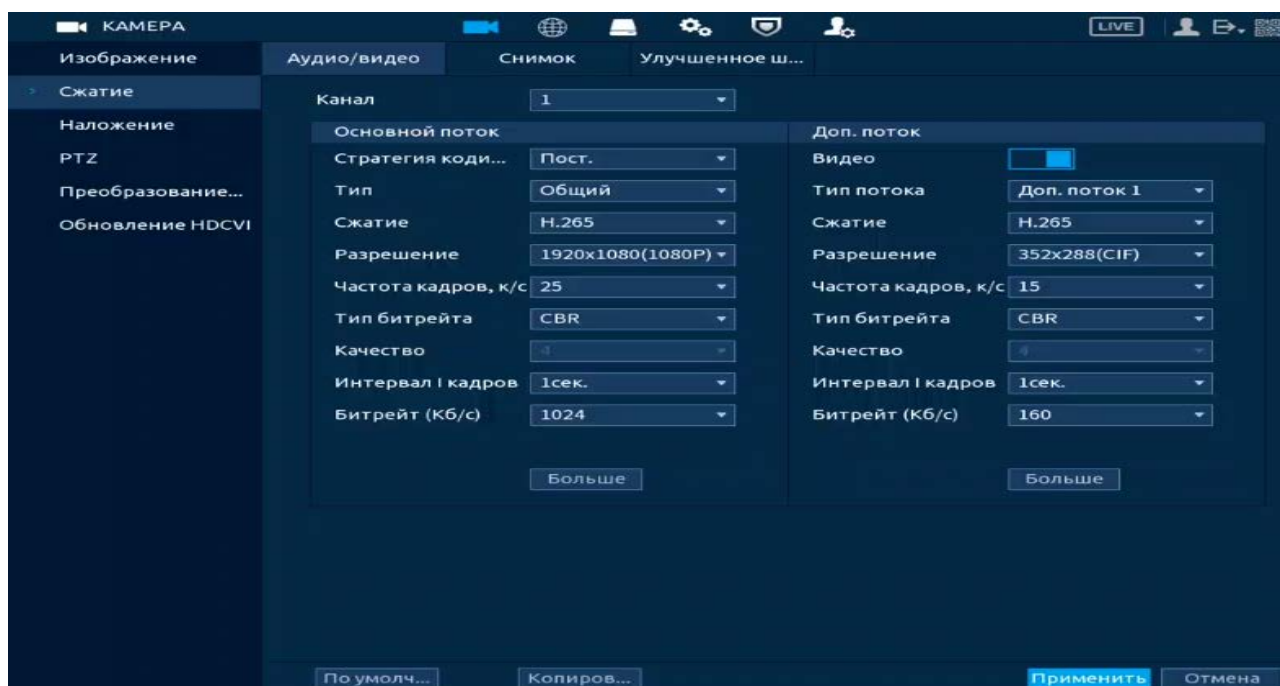 КАМЕРА
LIVE
Изображение
Сжатие
Наложение
PTZ
Преобразование...
Обновление HDCVI
Аудио/видео
Снимок
Улучшенное ш...
Канал
1
Основной поток
Стратегия коди...
Пост.
Тип
Общий
Сжатие
H.265
Разрешение
1920x1080(1080P)
Частота кадров, к/с
25
Тип битрейта
CBR
Качество
4
Интервал I кадров
1сек.
Битрейт (Кб/с)
1024
Больше
Доп. поток
Видео
Тип потока
Доп. поток 1
Сжатие
H.265
Разрешение
352x288(CIF)
Частота кадров, к/с
15
Тип битрейта
CBR
Качество
4
Интервал I кадров
1сек.
Битрейт (Кб/с)
160
Больше
По умолч...
Копиров...
Применить
Отмена